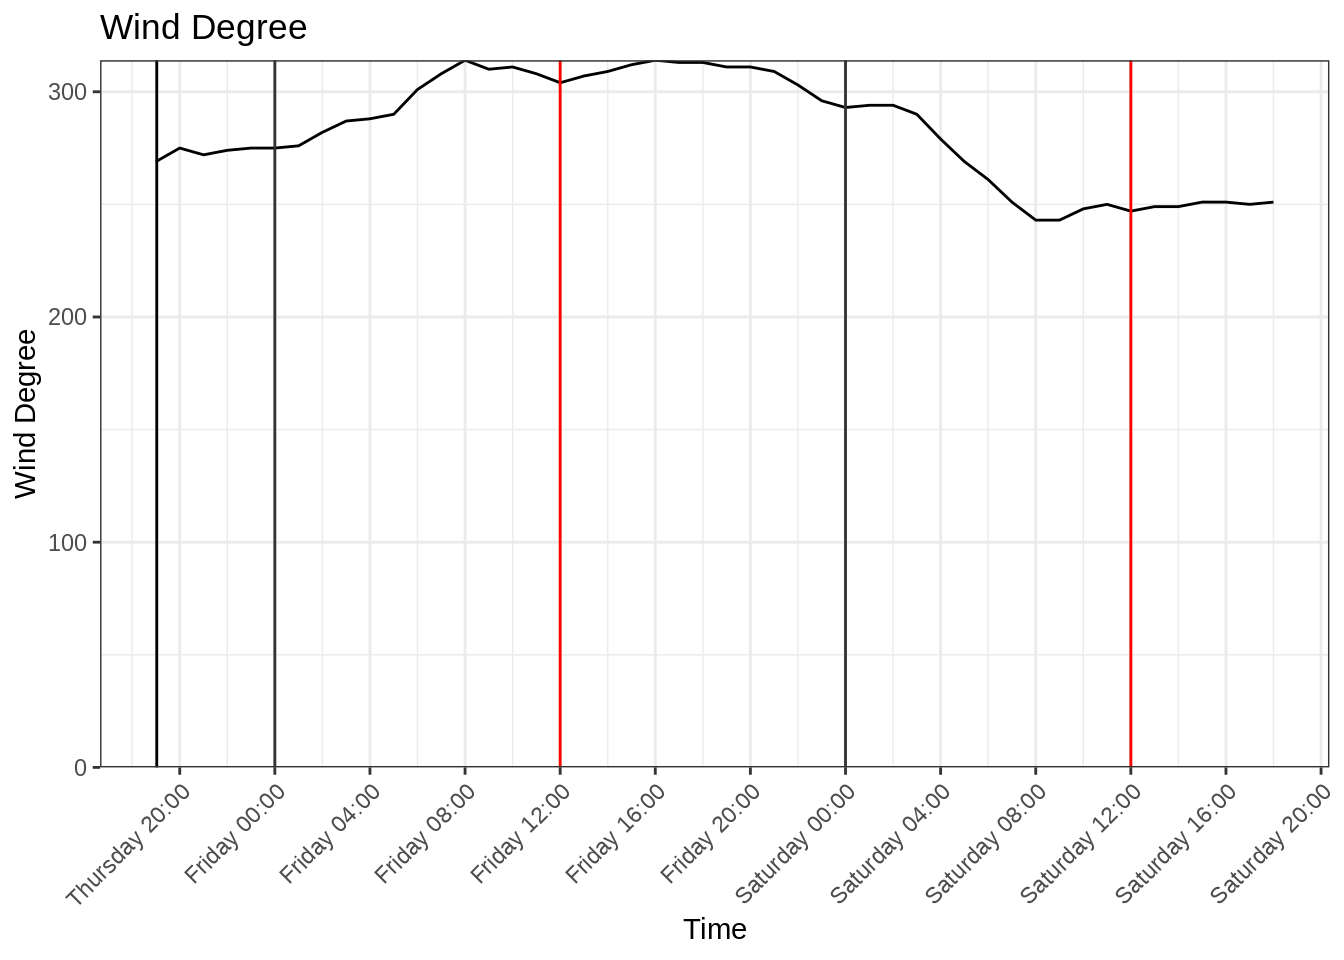 Wind Degree
Wind Degree
300
200
100
0
Thursday 20:00
Friday 00:00
Friday 04:00
Friday 08:00
Friday 12:00
Friday 16:00
Friday 20:00
Saturday 00:00
Saturday 04:00
Saturday 08:00
Saturday 12:00
Saturday 16:00
Saturday 20:00
Time